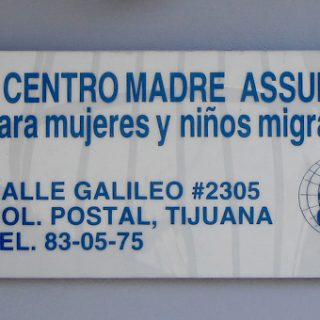 CENTRO MADRE ASSU
ara mujeres y niños migra
ALLE GALILEO #2305
OL. POSTAL, TIJUANA
EL. 83-05-75